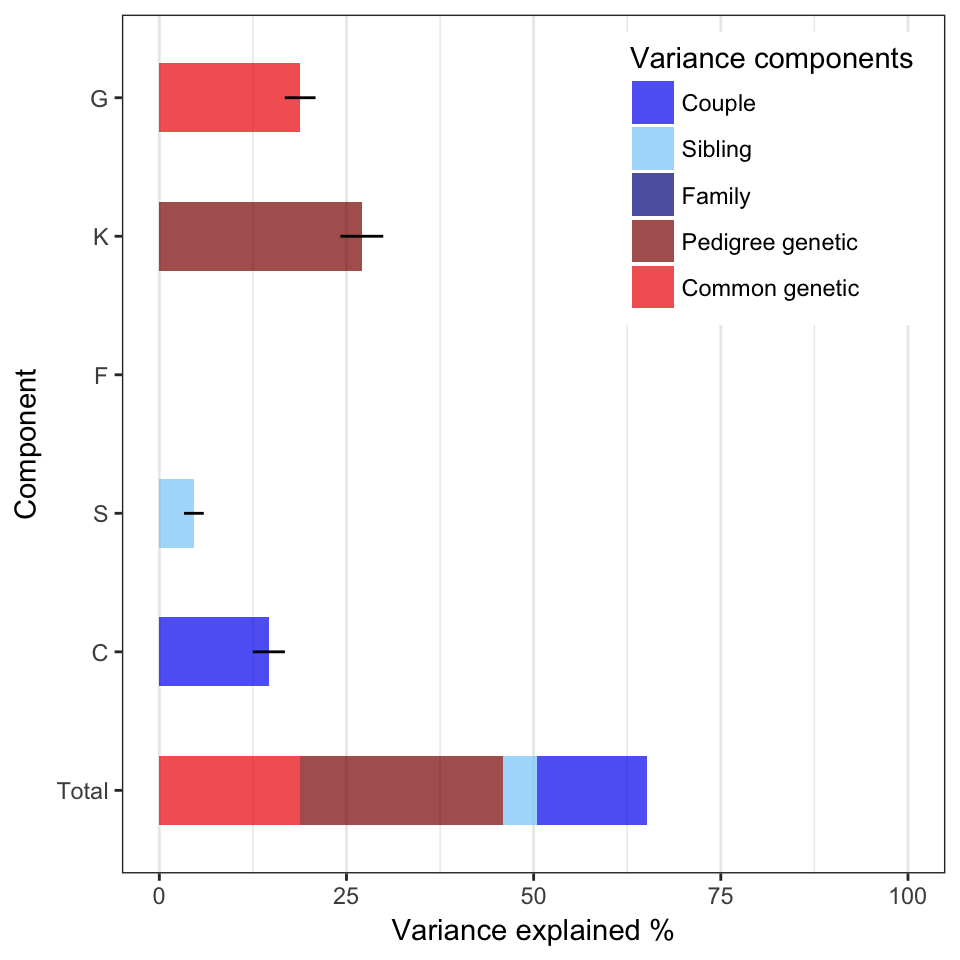 Variance components
Couple
Sibling
Family
Pedigree genetic
Common genetic
G
K
F
S
C
Total
Component
0 25 50 75 100
Variance explained %